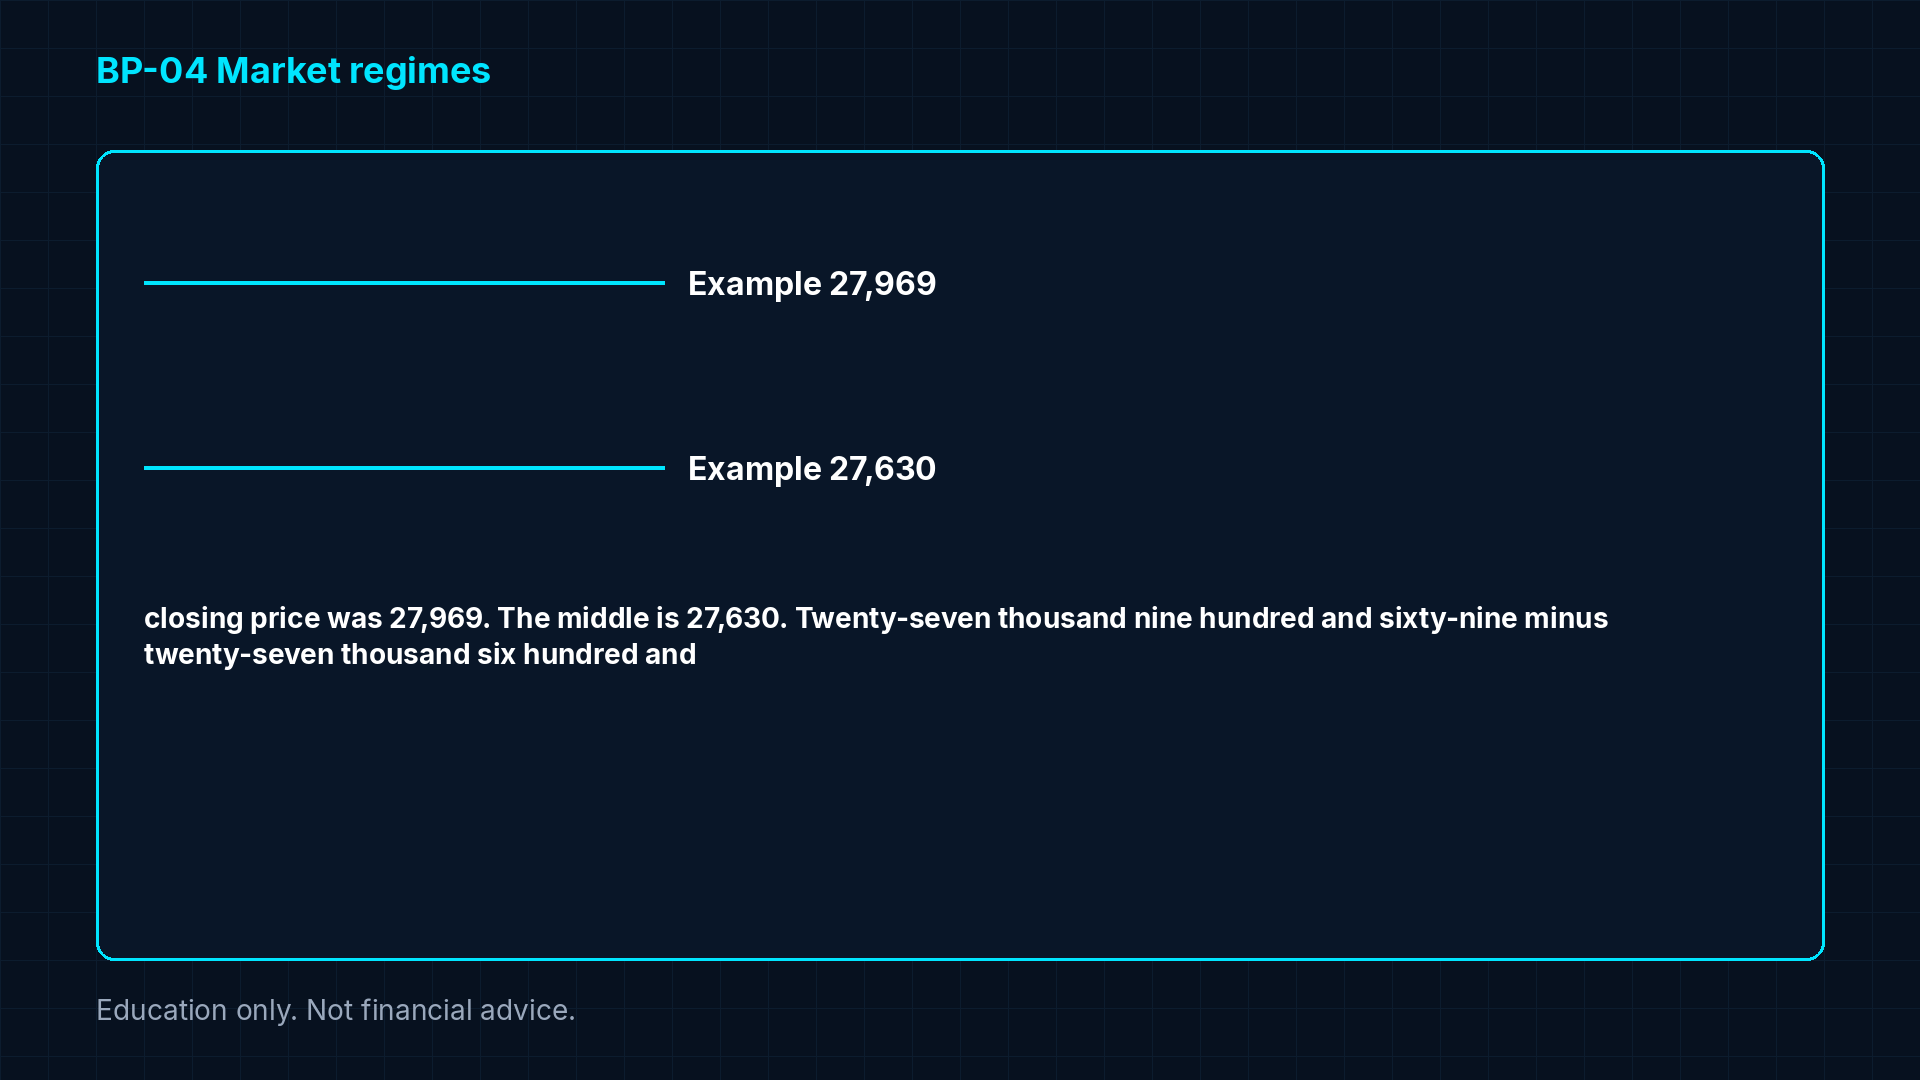 BP-04 Market regimes
Example 27,969
Example 27,630
closing price was 27,969. The middle is 27,630. Twenty-seven thousand nine hundred and sixty-nine minus
twenty-seven thousand six hundred and
Education only. Not financial advice.